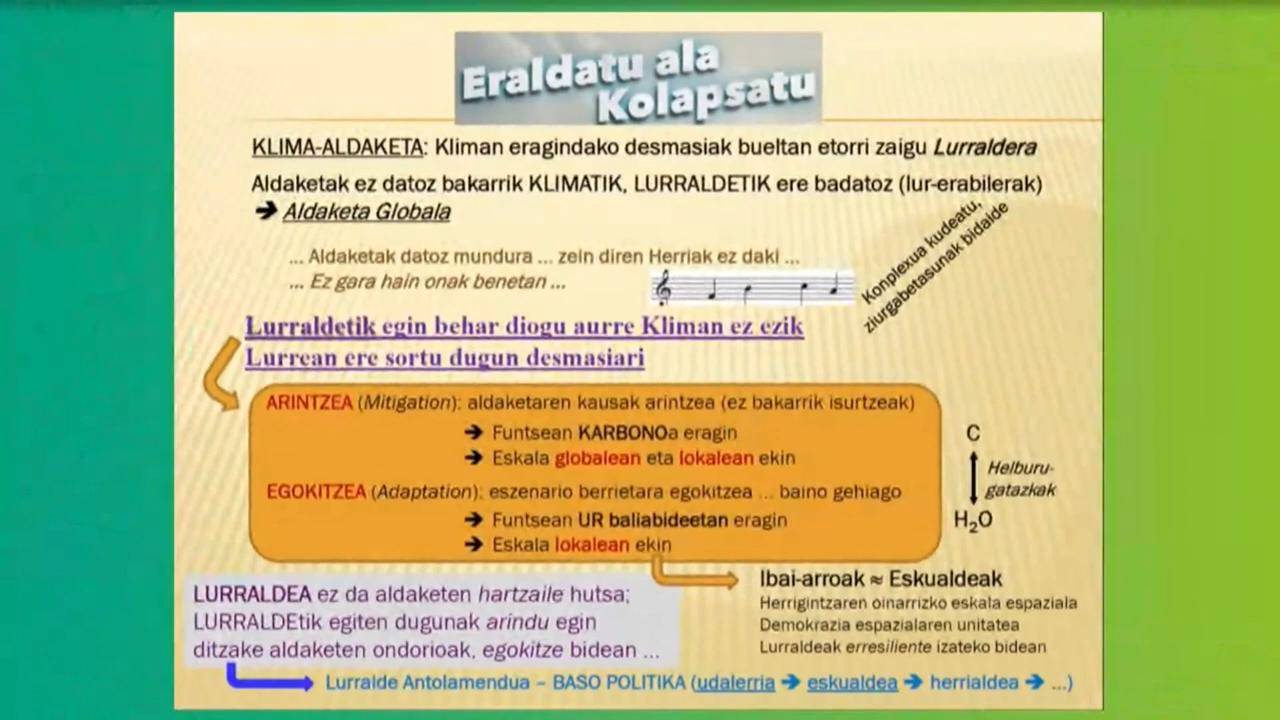 Eraldatu ala
Kolapsatu
KLIMA-ALDAKETA: Kliman eragindako desmasiak bueltan etorri zaigu Lurraldera
Aldaketak ez datoz bakarrik KLIMATIK, LURRALDETIK ere badatoz (lur-erabilerak)
➔ Aldaketa Globala
... Aldaketak datoz mundura ... zein diren Herriak ez daki ...
... Ez gara hain onak benetan ...
Konplexua kudeatu,
ziurgabetasunak bidaide
Lurraldetik egin behar diogu aurre Kliman ez ezik
Lurrean ere sortu dugun desmasiari
ARINTZEA (Mitigation): aldaketaren kausak arintzea (ez bakarrik isurtzeak)
➔ Funtsean KARBONOa eragin
➔ Eskala globalean eta lokalean ekin
EGOKITZEA (Adaptation): eszenario berrietara egokitzea ... baino gehiago
➔ Funtsean UR baliabideetan eragin
➔ Eskala lokalean ekin
C
Helburu-
gatazkak
H₂O
Ibai-arroak ≈ Eskualdeak
Herrigintzaren oinarrizko eskala espaziala
Demokrazia espazialaren unitatea
Lurraldeak erresiliente izateko bidean
LURRALDEA ez da aldaketen hartzaile hutsa;
LURRALDEtik egiten dugunak arindu egin
ditzake aldaketen ondorioak, egokitze bidean ...
Lurralde Antolamendua – BASO POLITIKA (udalerria ➔ eskualdea ➔ herrialdea ➔ ...)